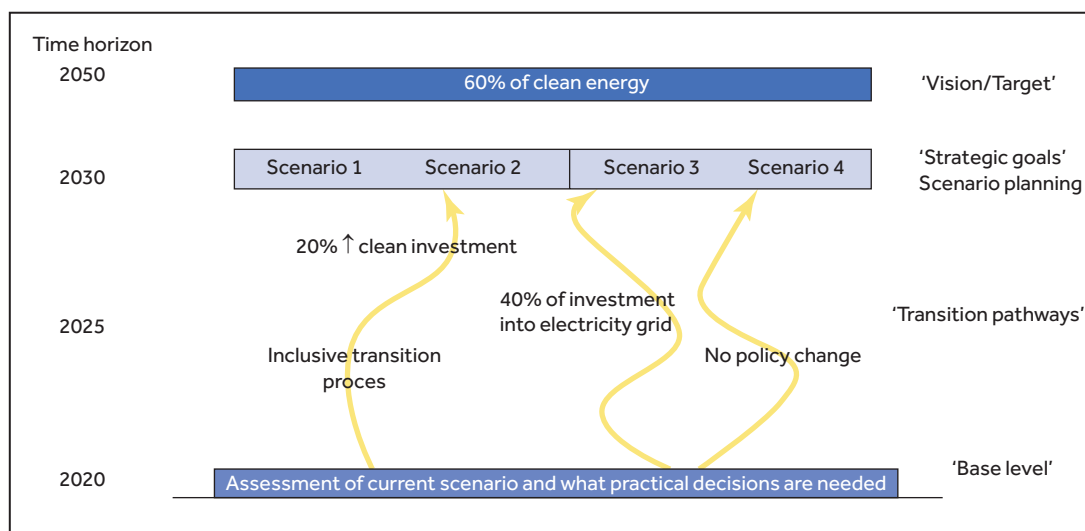 Time horizon
2050
60% of clean energy
'Vision/Target'
2030
Scenario 1
Scenario 2
Scenario 3
Scenario 4
'Strategic goals'
Scenario planning
20% ↑ clean investment
40% of investment
into electricity grid
2025
'Transition pathways'
Inclusive transition
proces
No policy change
2020
Assessment of current scenario and what practical decisions are needed
'Base level'